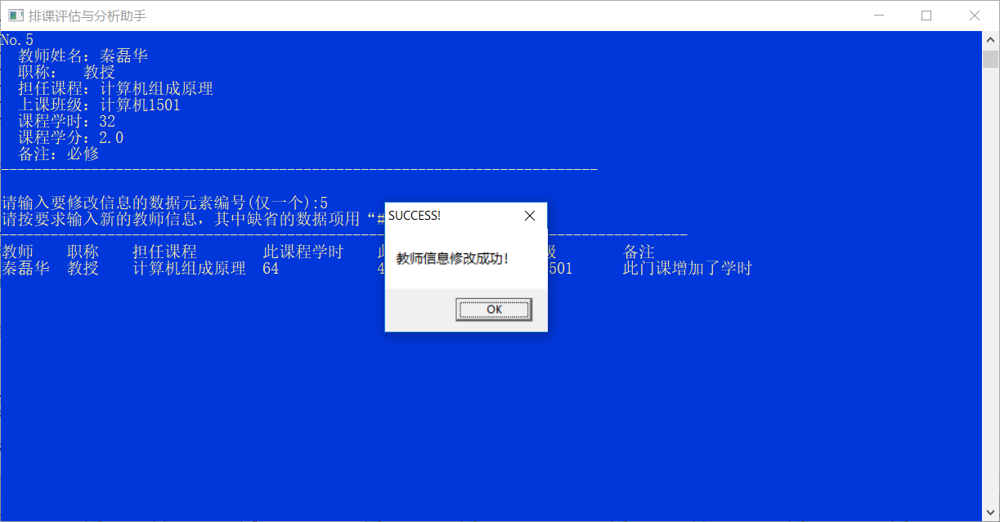 排课评估与分析助手
No.5
教师姓名：秦磊华
职称：  教授
担任课程：计算机组成原理
上课班级：计算机1501
课程学时：32
课程学分：2.0
备注：必修
请输入要修改信息的数据元素编号(仅一个):5
请按要求输入新的教师信息，其中缺省的数据项用“#
教师 职称 担任课程 此课程学时 级 备注
秦磊华 教授 计算机组成原理 64 4 501 此门课增加了学时
SUCCESS!
教师信息修改成功!
OK